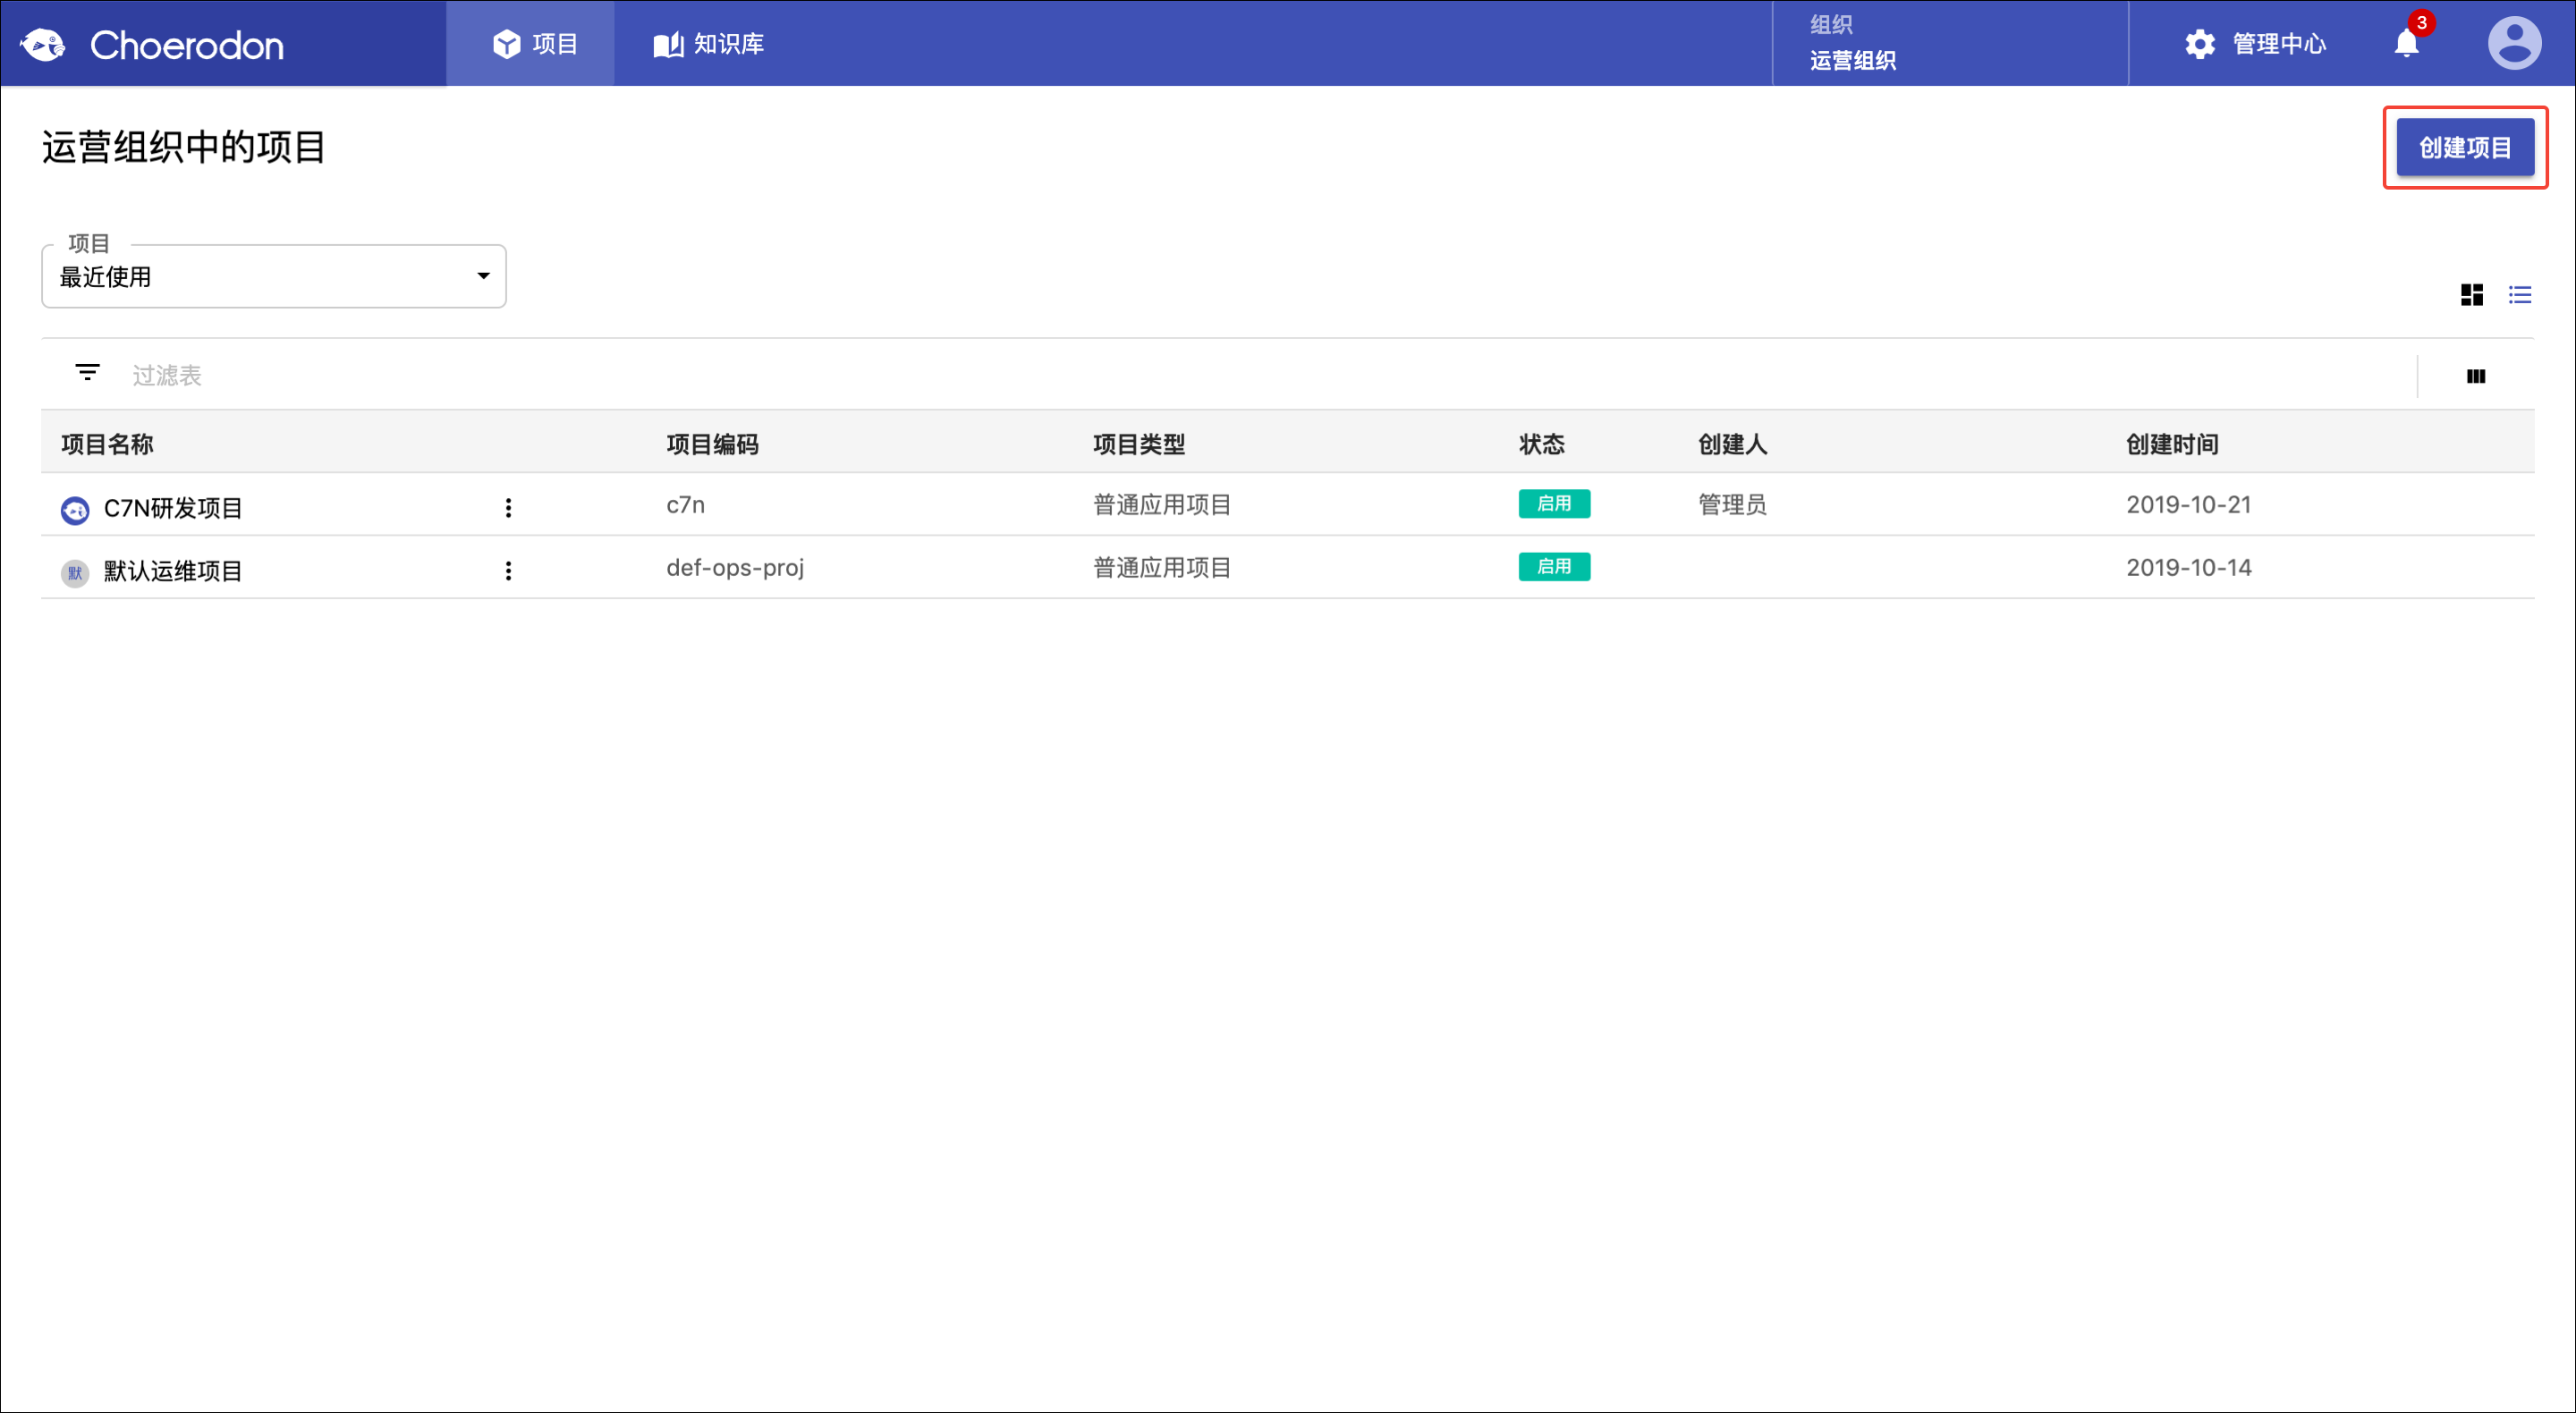 Choerodon
项目
知识库
组织
运营组织
管理中心
3
运营组织中的项目
创建项目
项目
最近使用
过滤表
项目名称 项目编码 项目类型 状态 创建人 创建时间
C7N研发项目 c7n 普通应用项目 启用 管理员 2019-10-21
默 默认运维项目 def-ops-proj 普通应用项目 启用 2019-10-14